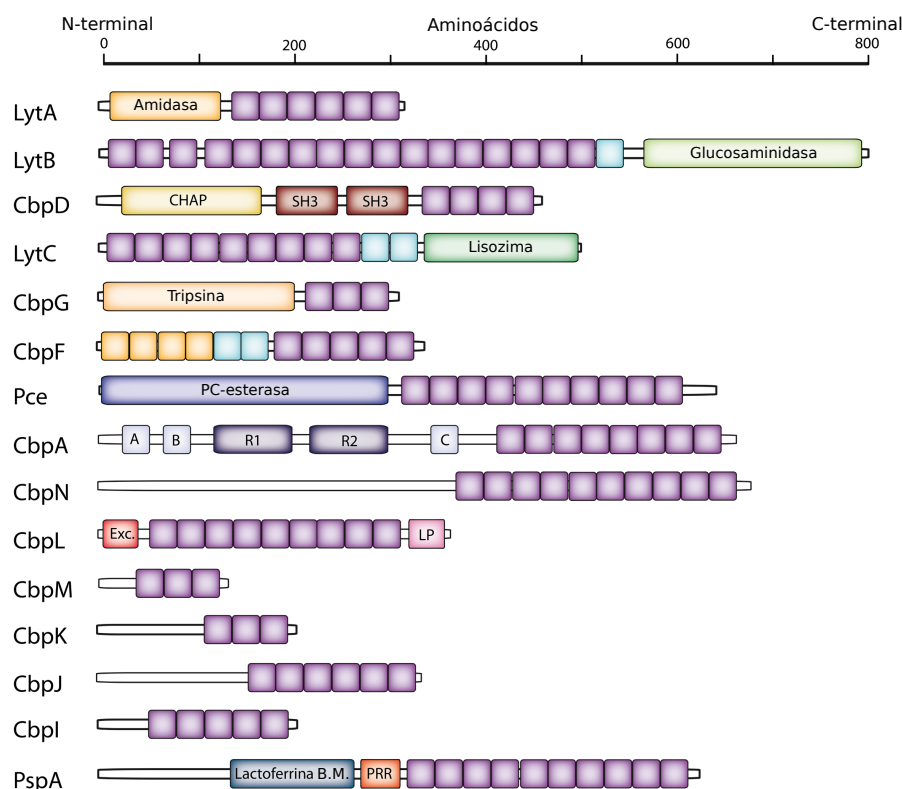 N-terminal Aminoácidos C-terminal
0 200 400 600 800
LytA Amidasa
LytB Glucosaminidasa
CbpD CHAP SH3 SH3
LytC Lisozima
CbpG Tripsina
CbpF
Pce PC-esterasa
CbpA A B R1 R2 C
CbpN
CbpL Exc. LP
CbpM
CbpK
CbpJ
CbpI
PspA Lactoferrina B.M. PRR